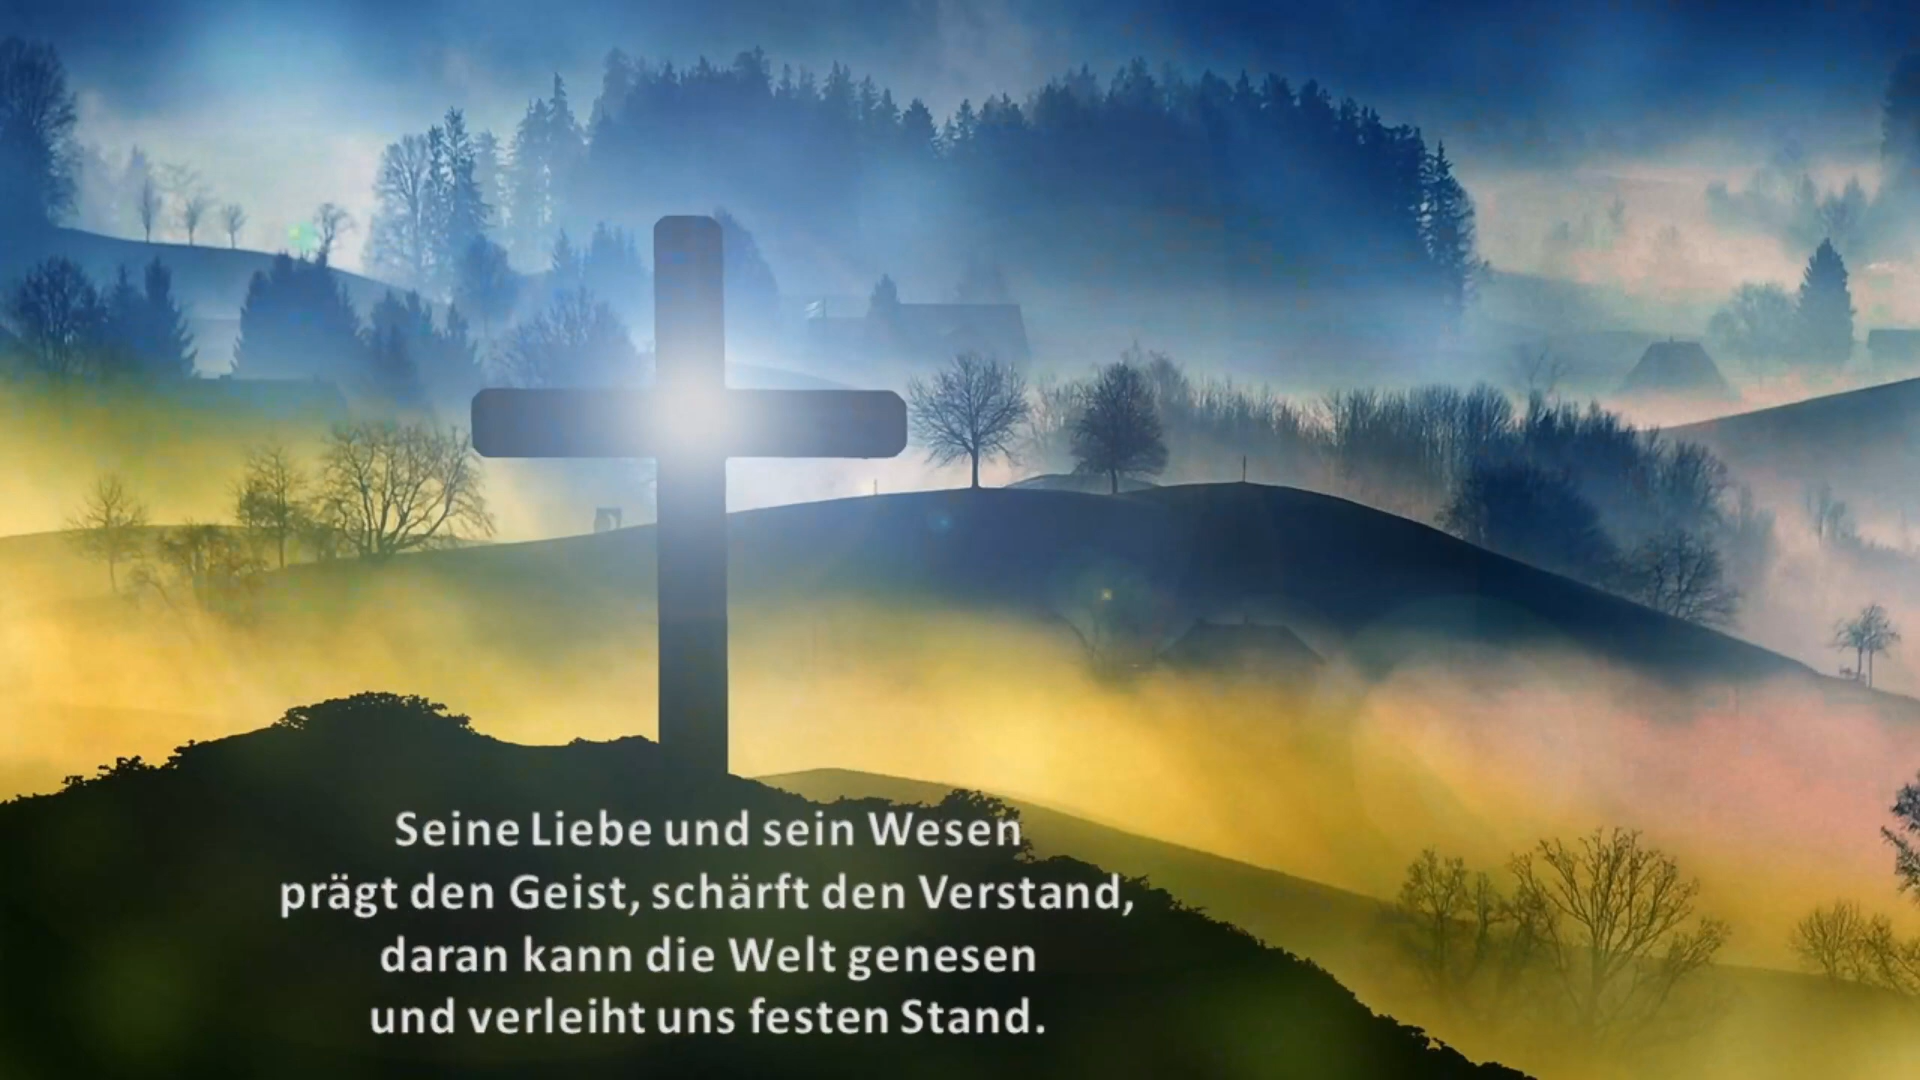 Seine Liebe und sein Wesen
prägt den Geist, schärft den Verstand,
daran kann die Welt genesen
und verleiht uns festen Stand.